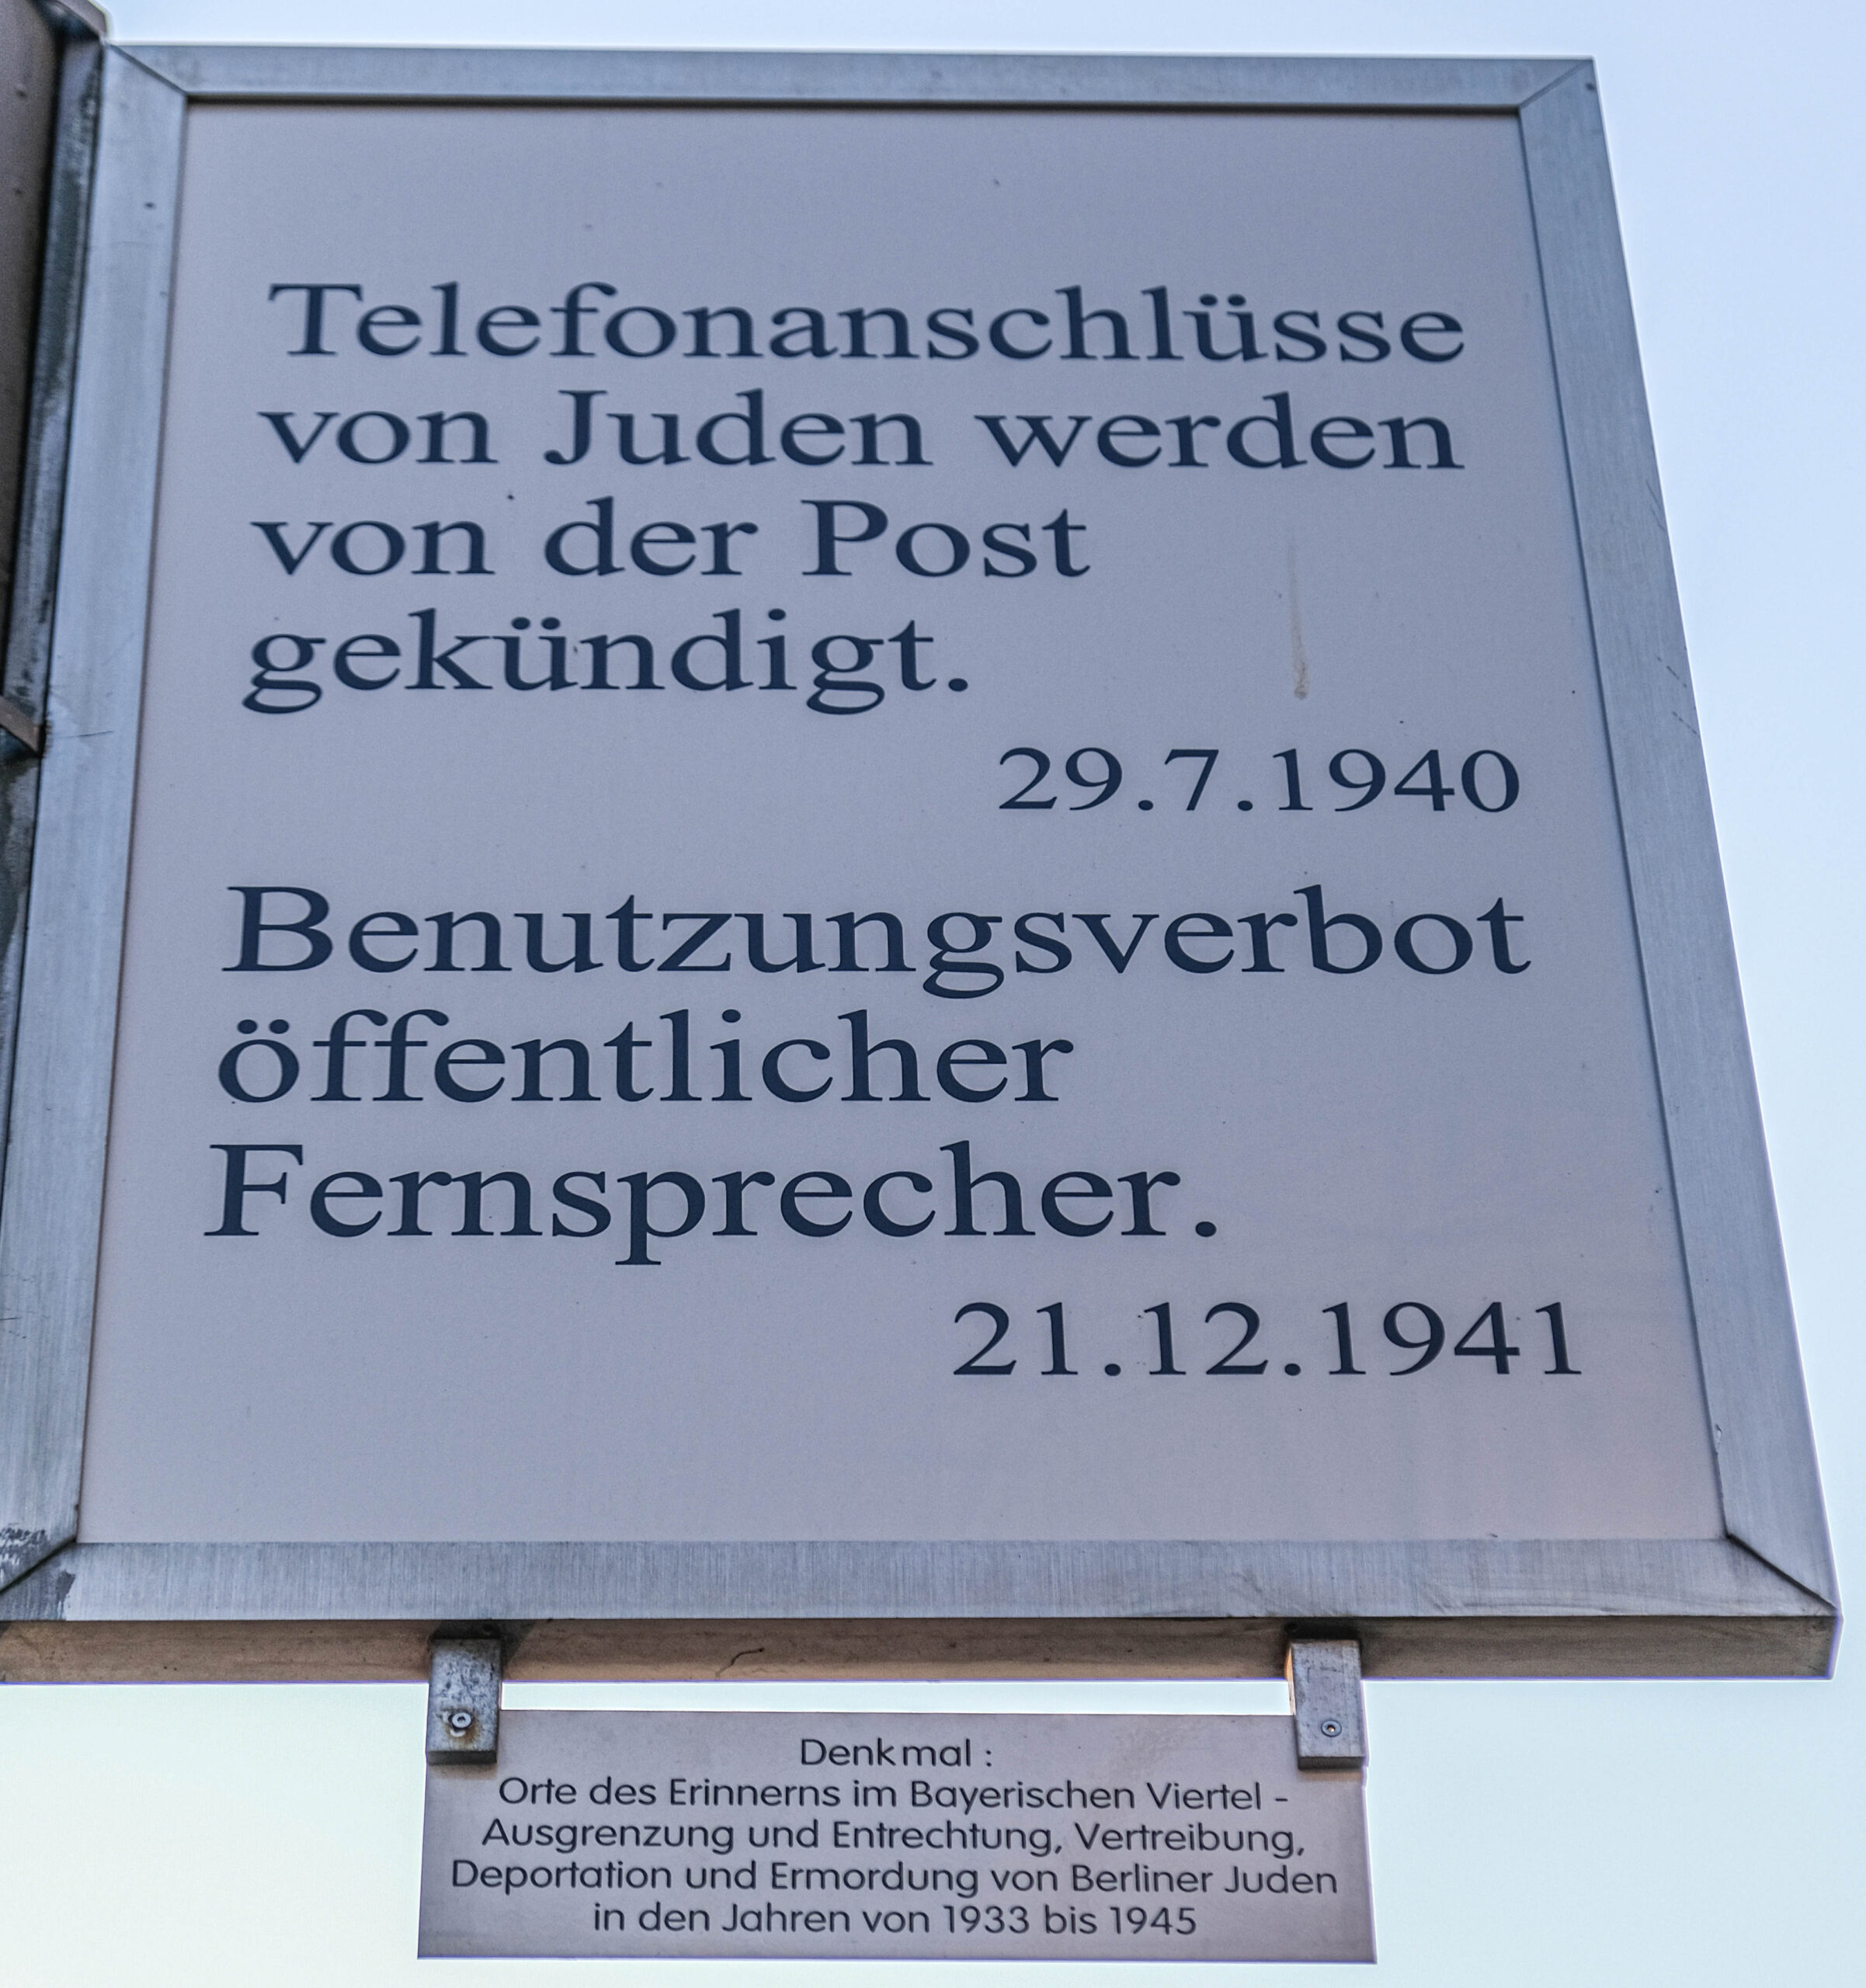 Telefonanschlüsse
von Juden werden
von der Post
gekündigt.
29.7.1940
Benutzungsverbot
öffentlicher
Fernsprecher.
21.12.1941
Denkmal :
Orte des Erinnerns im Bayerischen Viertel -
Ausgrenzung und Entrechtung, Vertreibung,
Deportation und Ermordung von Berliner Juden
in den Jahren von 1933 bis 1945